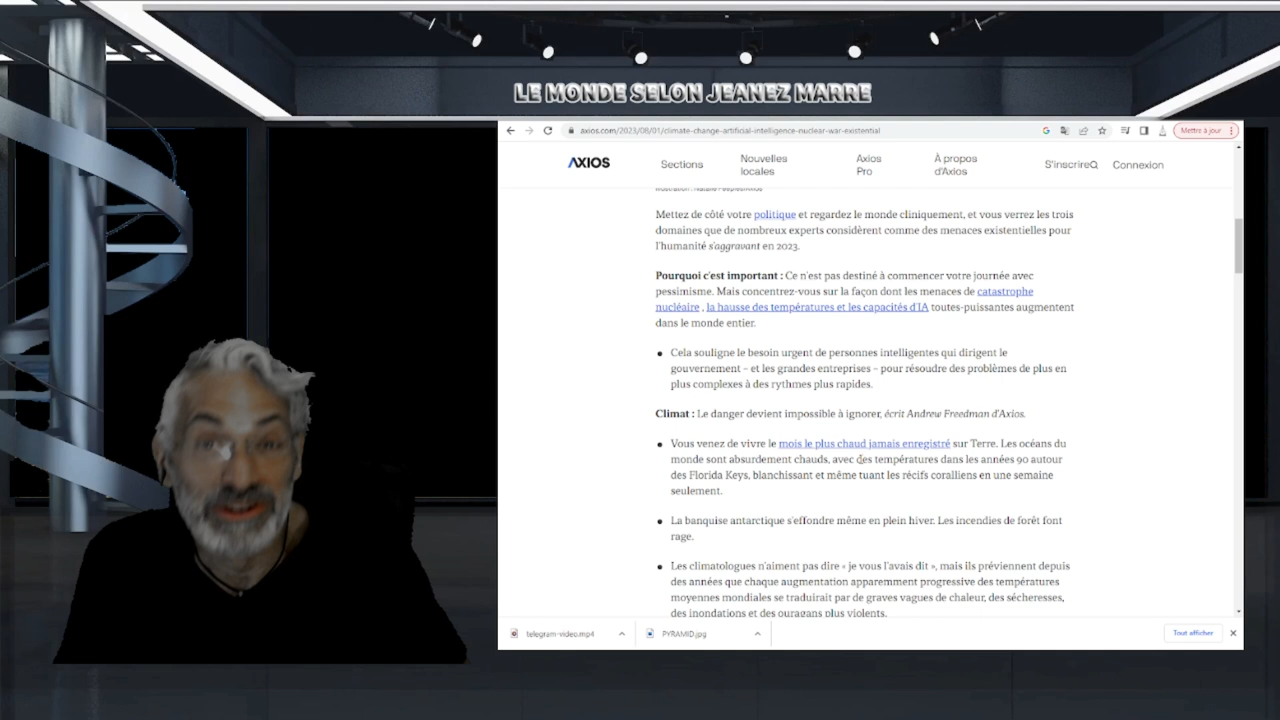 LE MONDE SELON JEANEZ MARRE
axios.com/2023/08/01/climate-change-artificial-intelligence-nuclear-war-existential
Mettre à jour
AXIOS
Sections
Nouvelles
locales
Axios
Pro
À propos
d'Axios
S'inscrire
Connexion
Mettez de côté votre politique et regardez le monde cliniquement, et vous verrez les trois
domaines que de nombreux experts considèrent comme des menaces existentielles pour
l'humanité s'aggravant en 2023.
Pourquoi c'est important : Ce n'est pas destiné à commencer votre journée avec
pessimisme. Mais concentrez-vous sur la façon dont les menaces de catastrophe
nucléaire , la hausse des températures et les capacités d'IA toutes-puissantes augmentent
dans le monde entier.
• Cela souligne le besoin urgent de personnes intelligentes qui dirigent le
gouvernement – et les grandes entreprises – pour résoudre des problèmes de plus en
plus complexes à des rythmes plus rapides.
Climat : Le danger devient impossible à ignorer, écrit Andrew Freedman d'Axios.
• Vous venez de vivre le mois le plus chaud jamais enregistré sur Terre. Les océans du
monde sont absurdement chauds, avec des températures dans les années 90 autour
des Florida Keys, blanchissant et même tuant les récifs coralliens en une semaine
seulement.
• La banquise antarctique s'effondre même en plein hiver. Les incendies de forêt font
rage.
• Les climatologues n'aiment pas dire « je vous l'avais dit », mais ils préviennent depuis
des années que chaque augmentation apparemment progressive des températures
moyennes mondiales se traduirait par de graves vagues de chaleur, des sécheresses,
des inondations et des ouragans plus violents.
telegram-video.mp4
PYRAMID.jpg
Tout afficher